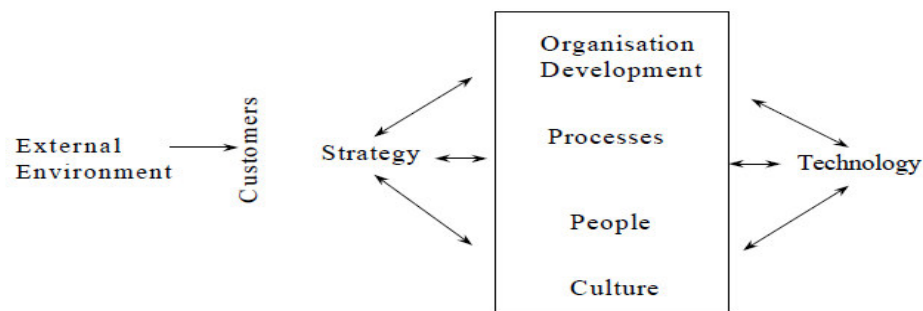 External
Environment
Customers
Strategy
Organisation
Development
Processes
People
Culture
Technology